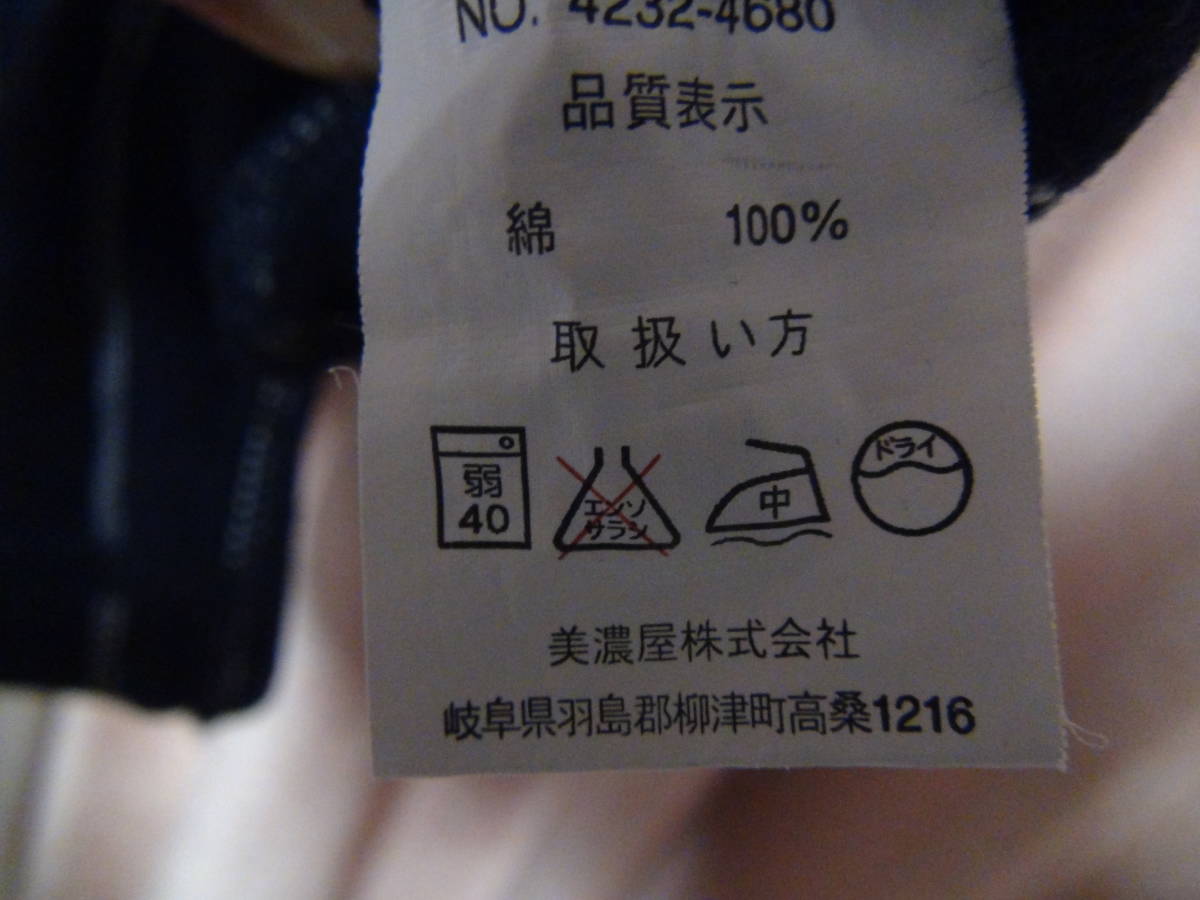 NO. 4232-4680
品質表示
綿 100%
取扱い方
弱
40
エンソ
サラシ
中
ドライ
美濃屋株式会社
岐阜県羽島郡柳津町高桑1216